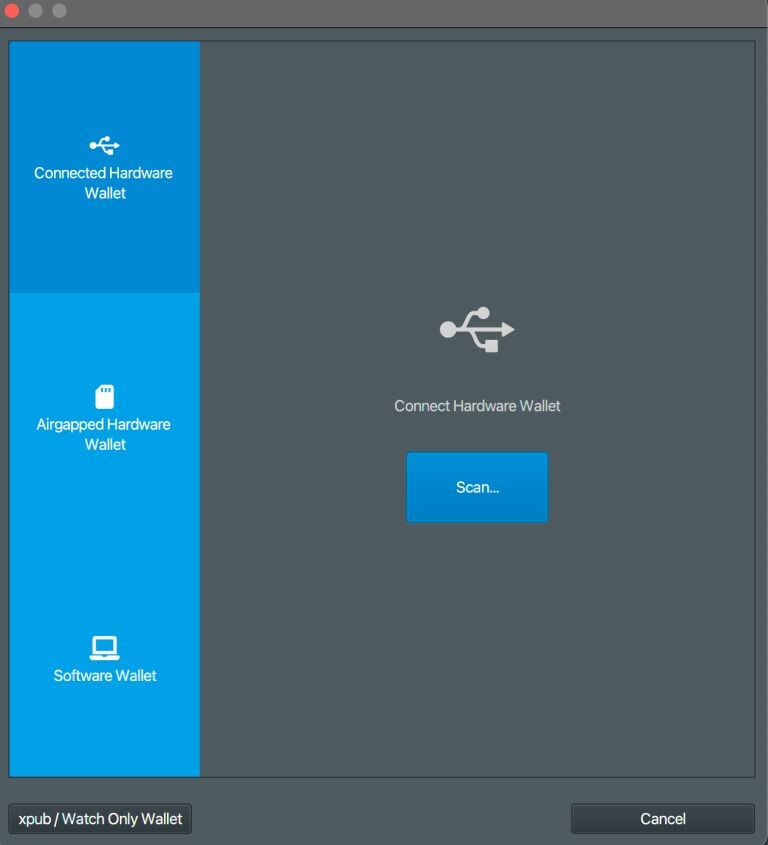 Connected Hardware
Wallet
Airgapped Hardware
Wallet
Software Wallet
Connect Hardware Wallet
Scan...
xpub / Watch Only Wallet
Cancel